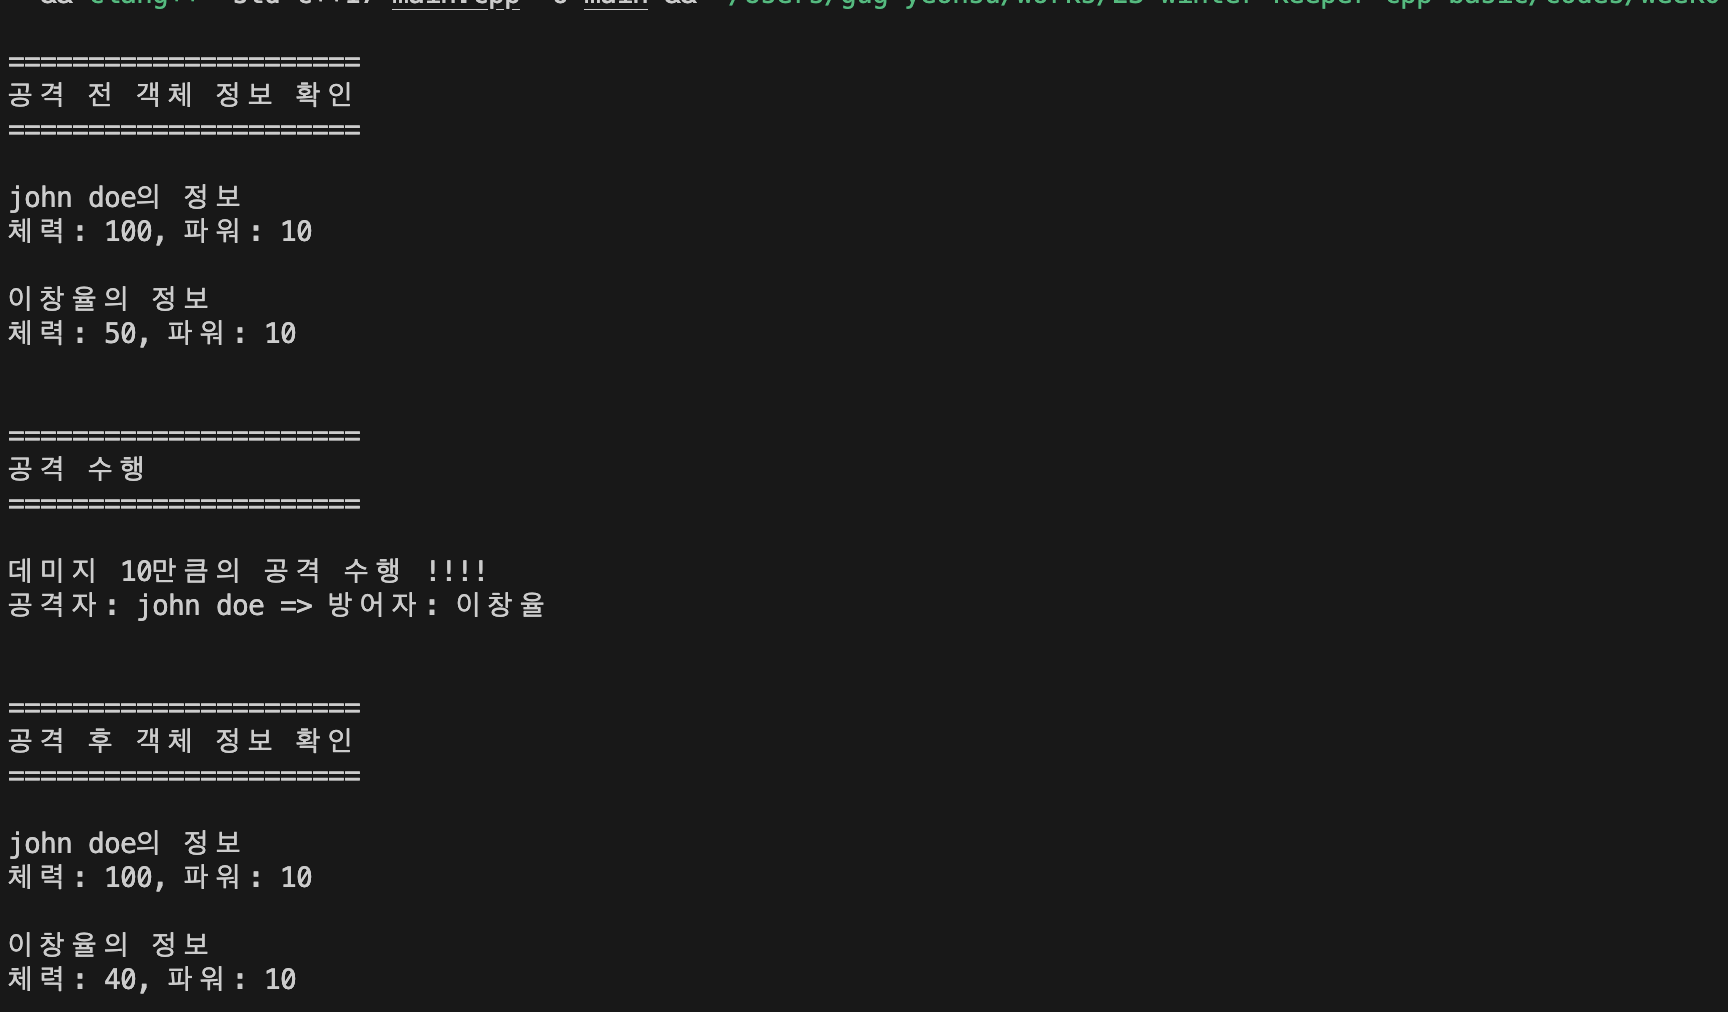 ======================
공격 전 객체 정보 확인
======================
john doe의 정보
체력: 100, 파워: 10
이창율의 정보
체력: 50, 파워: 10
======================
공격 수행
======================
데미지 10만큼의 공격 수행 !!!!
공격자: john doe => 방어자: 이창율
======================
공격 후 객체 정보 확인
======================
john doe의 정보
체력: 100, 파워: 10
이창율의 정보
체력: 40, 파워: 10